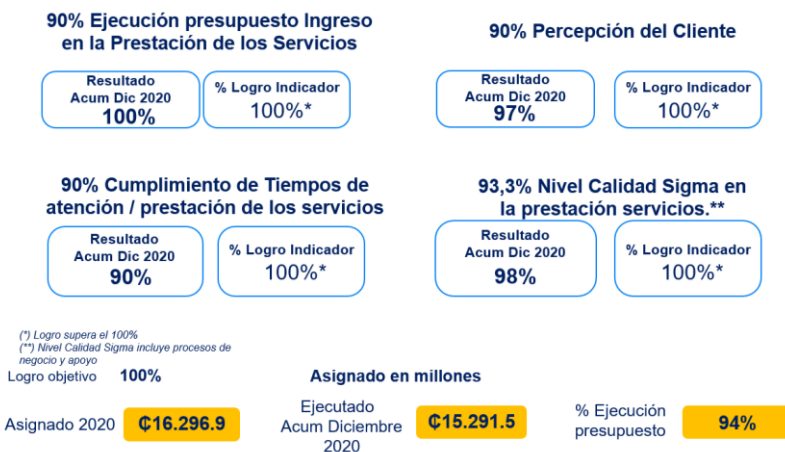 90% Ejecución presupuesto Ingreso
en la Prestación de los Servicios
Resultado
Acum Dic 2020
100%
% Logro Indicador
100%*
90% Percepción del Cliente
Resultado
Acum Dic 2020
97%
% Logro Indicador
100%*
90% Cumplimiento de Tiempos de
atención / prestación de los servicios
Resultado
Acum Dic 2020
90%
% Logro Indicador
100%*
93,3% Nivel Calidad Sigma en
la prestación servicios.**
Resultado
Acum Dic 2020
98%
% Logro Indicador
100%*
(*) Logro supera el 100%
(**) Nivel Calidad Sigma incluye procesos de
negocio y apoyo
Logro objetivo 100%
Asignado en millones
Asignado 2020 ₡16.296.9
Ejecutado
Acum Diciembre
2020
₡15.291.5
% Ejecución
presupuesto
94%